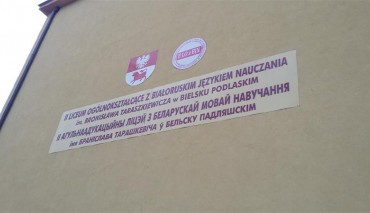 II LICEUM OGÓLNOKSZTAŁCĄCE Z BIAŁORUSKIM JĘZYKIEM NAUCZANIA
im. BRONISŁAWA TARASZKIEWICZA w BIELSKU PODLASKIM
II АГУЛЬНААДУКАЦЫЙНЫ ЛІЦЭЙ З БЕЛАРУСКАЙ МОВАЙ НАВУЧАННЯ
імя БРАНІСЛАВА ТАРАШКЕВІЧА ў БЕЛЬСКУ ПАДЛЯШСКІМ